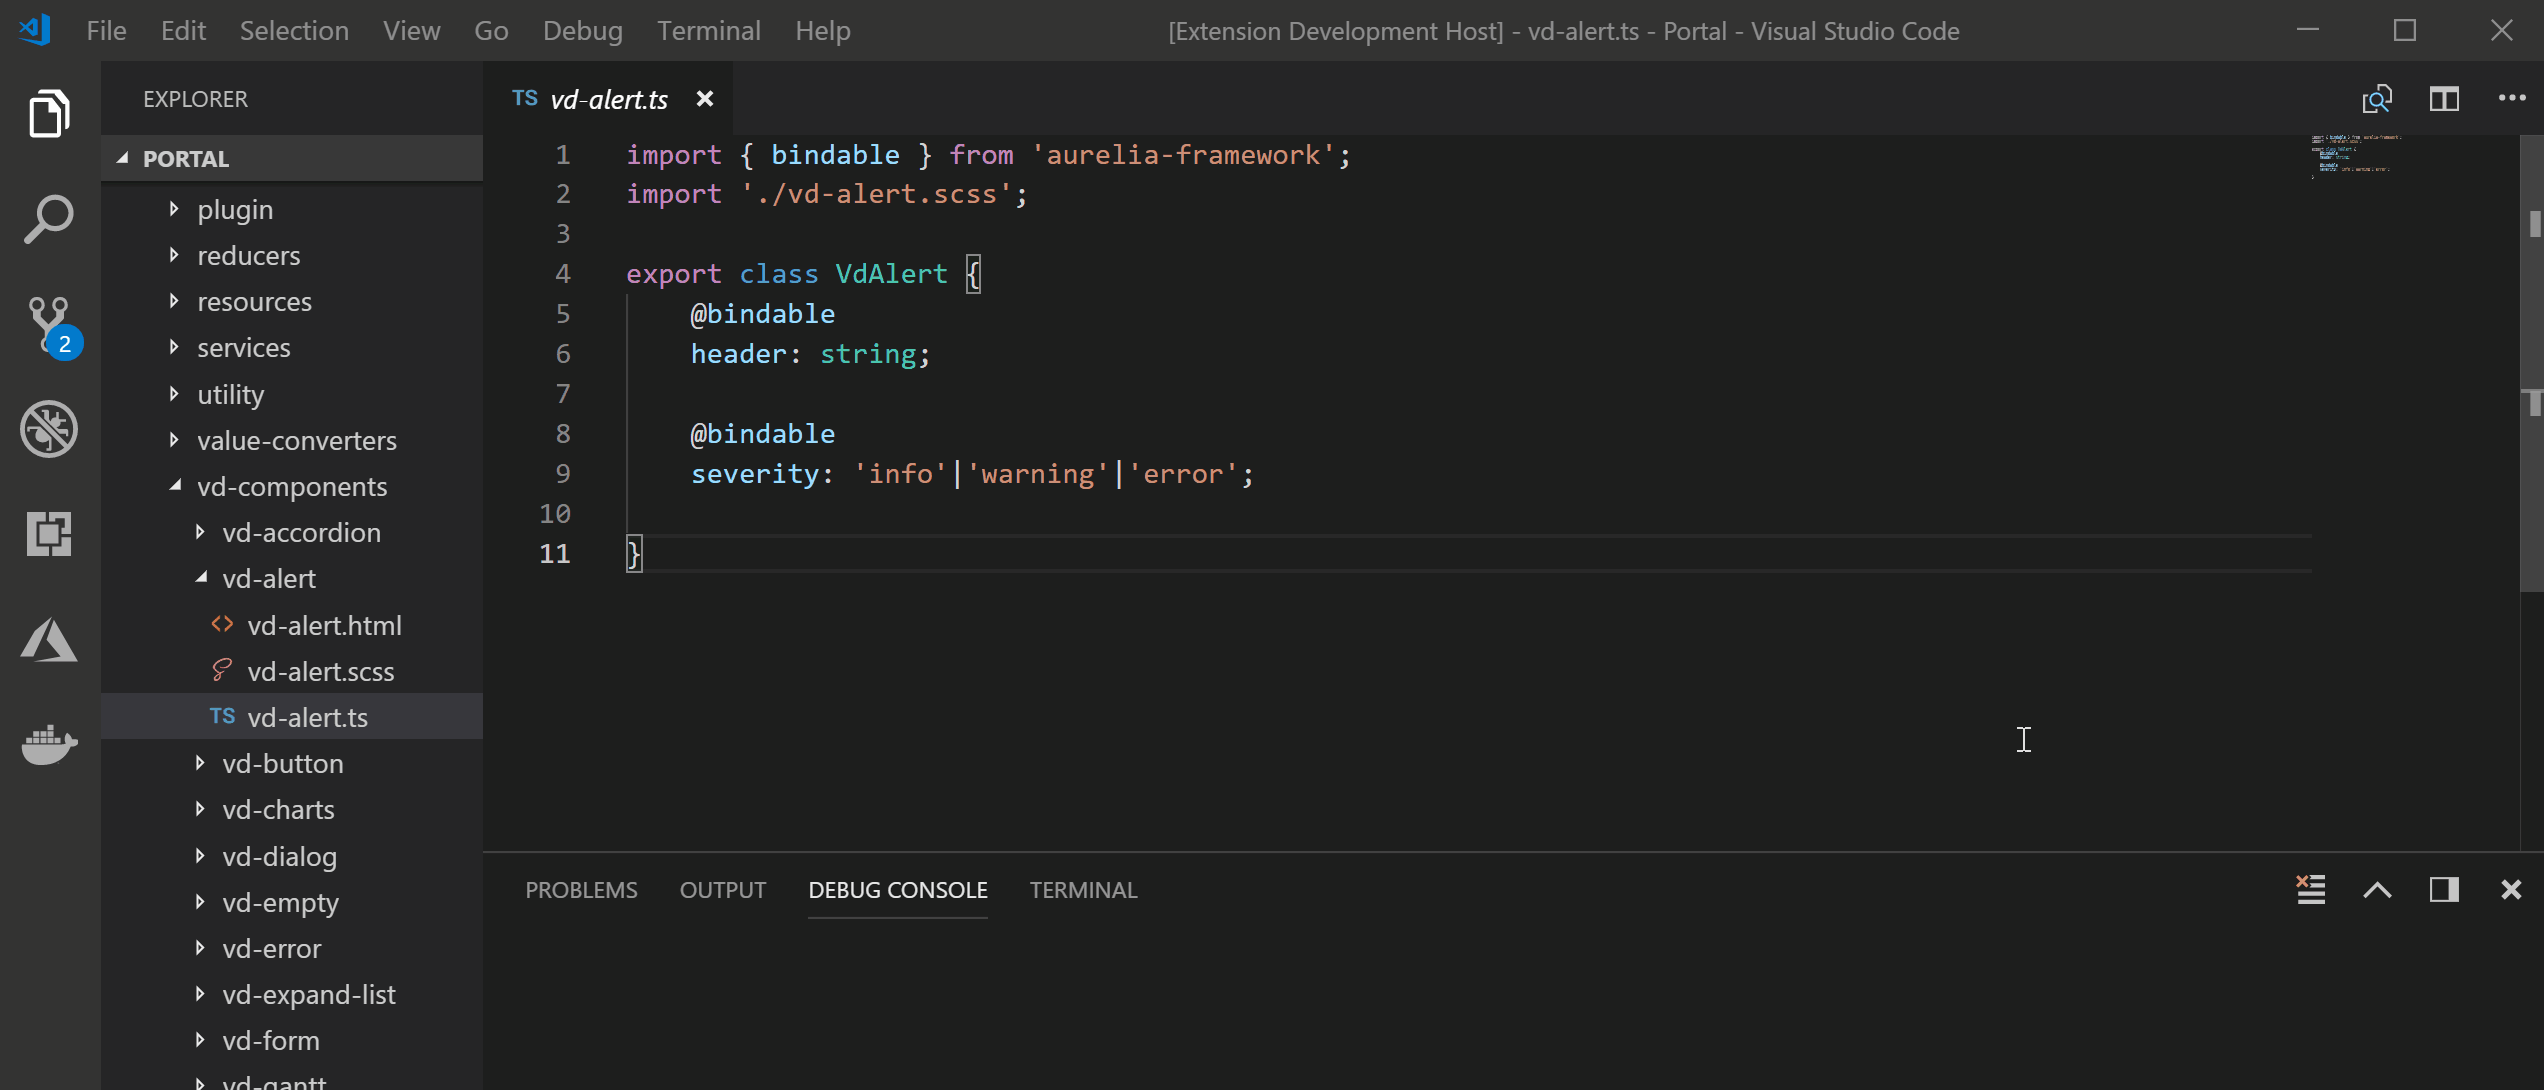 File Edit Selection View Go Debug Terminal Help [Extension Development Host] - vd-alert.ts - Portal - Visual Studio Code
EXPLORER
PORTAL
plugin
reducers
resources
services
utility
value-converters
vd-components
vd-accordion
vd-alert
vd-alert.html
vd-alert.scss
TS vd-alert.ts
vd-button
vd-charts
vd-dialog
vd-empty
vd-error
vd-expand-list
vd-form
vd-gantt
2
TS vd-alert.ts
1 import { bindable } from 'aurelia-framework';
2 import './vd-alert.scss';
3
4 export class VdAlert {
5 @bindable
6 header: string;
7
8 @bindable
9 severity: 'info'|'warning'|'error';
10
11 }
PROBLEMS OUTPUT DEBUG CONSOLE TERMINAL